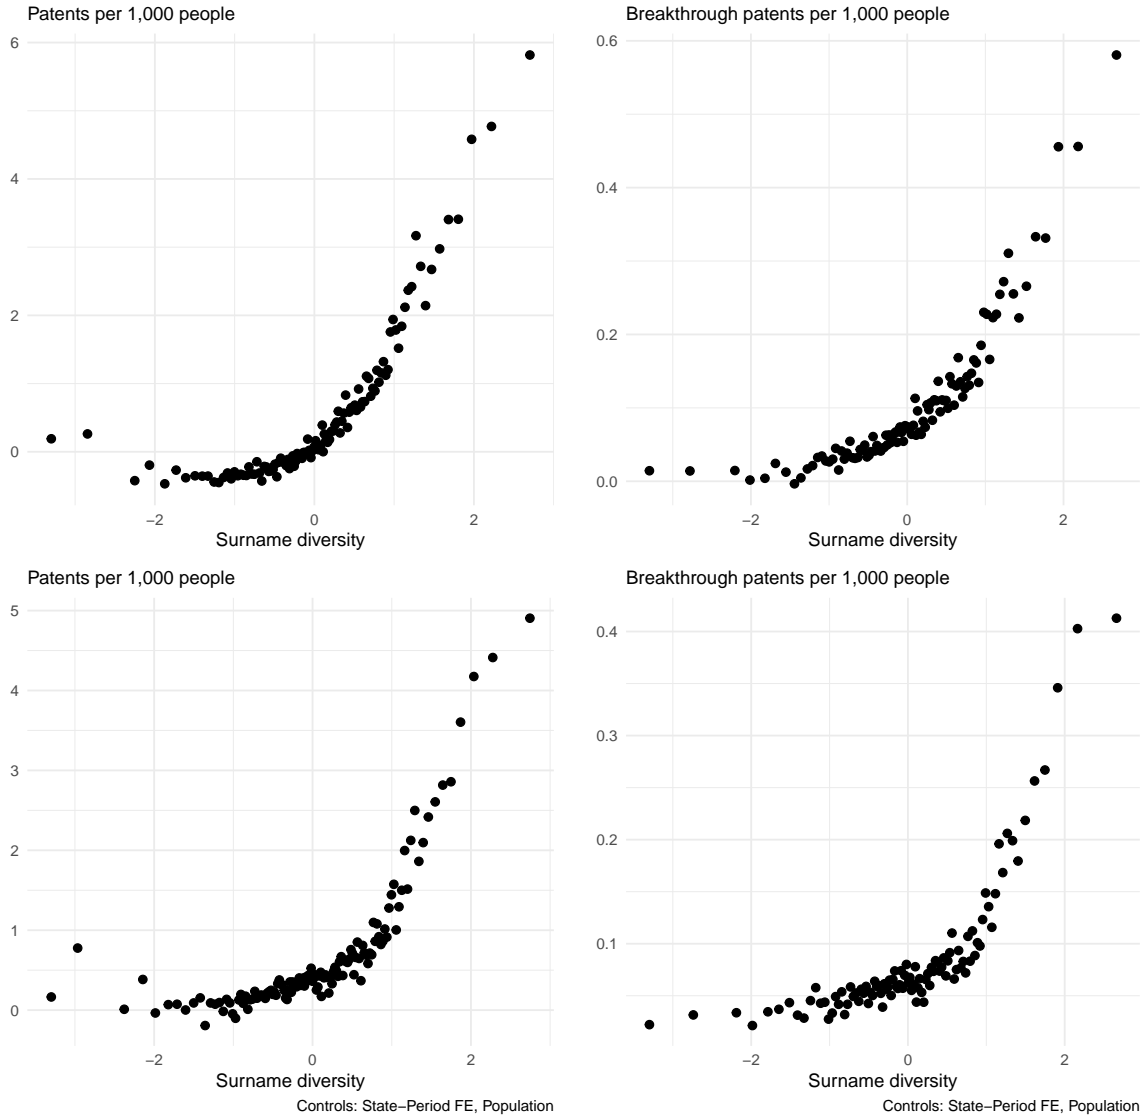 Patents per 1,000 people
6
4
2
0
−2 0 2
Surname diversity
Breakthrough patents per 1,000 people
0.6
0.4
0.2
0.0
−2 0 2
Surname diversity
Patents per 1,000 people
5
4
3
2
1
0
−2 0 2
Surname diversity
Controls: State−Period FE, Population
Breakthrough patents per 1,000 people
0.4
0.3
0.2
0.1
−2 0 2
Surname diversity
Controls: State−Period FE, Population